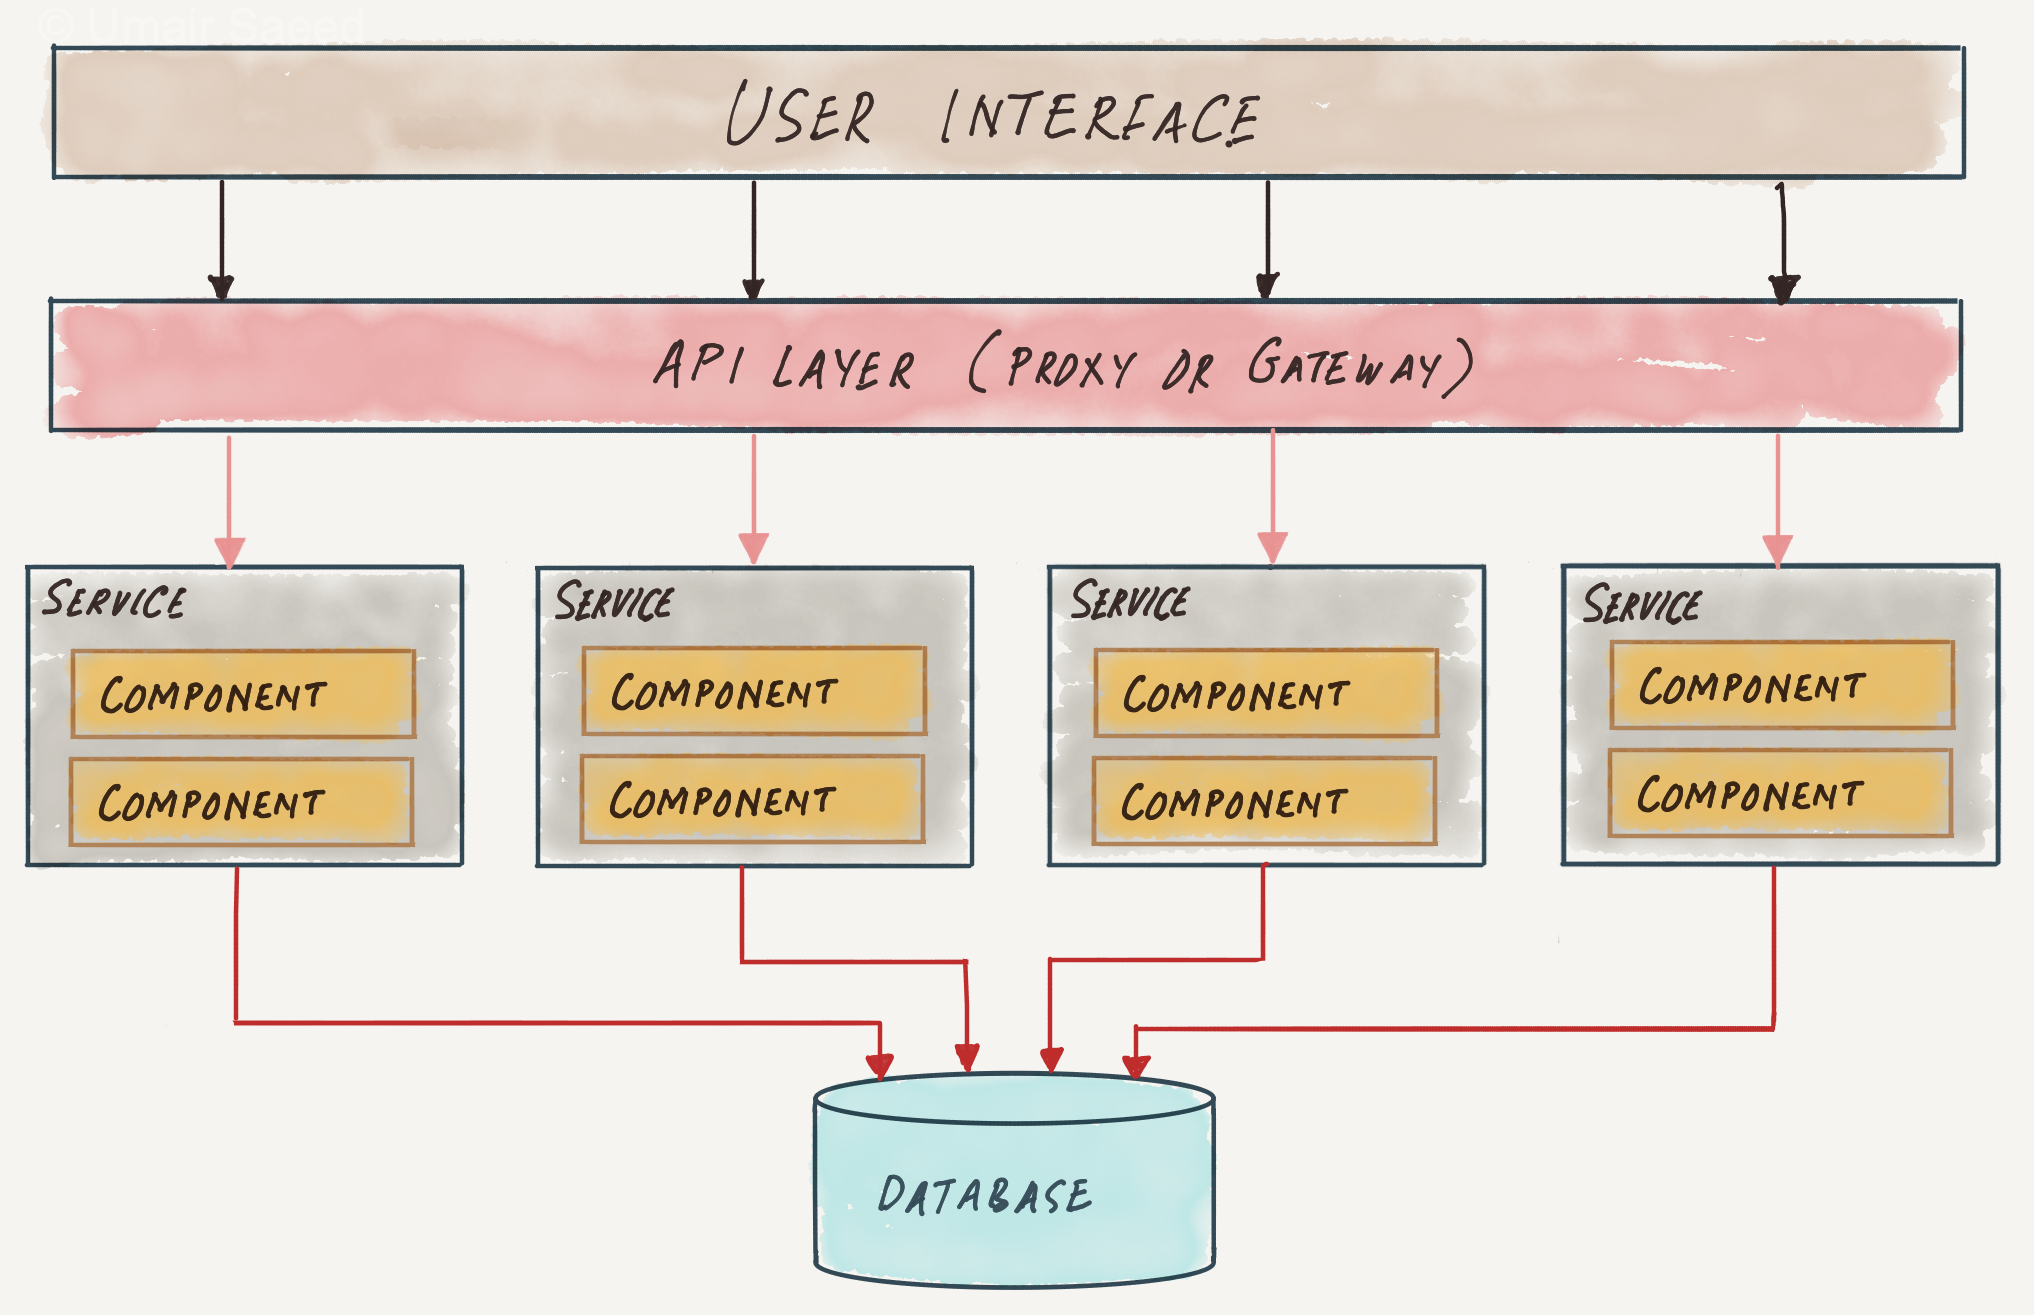 © Umair Saeed
USER INTERFACE
API LAYER (PROXY OR GATEWAY)
SERVICE
COMPONENT
COMPONENT
SERVICE
COMPONENT
COMPONENT
SERVICE
COMPONENT
COMPONENT
SERVICE
COMPONENT
COMPONENT
DATABASE